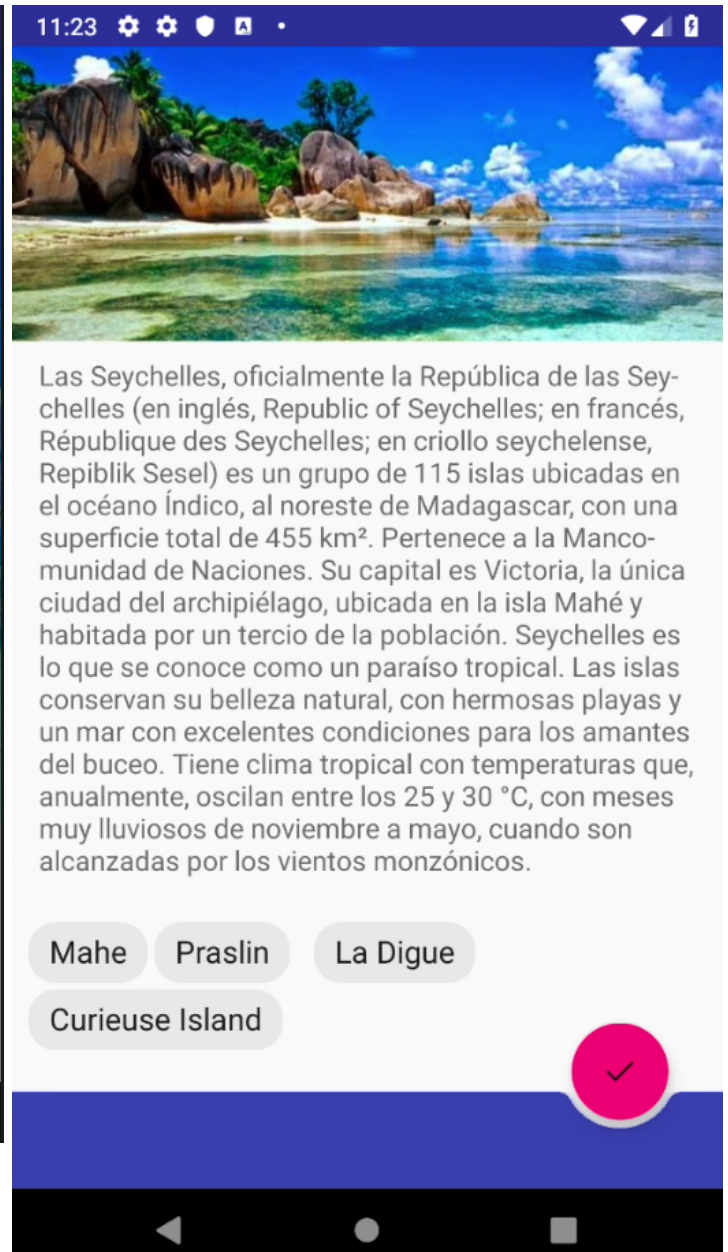 11:23
Las Seychelles, oficialmente la República de las Sey-
chelles (en inglés, Republic of Seychelles; en francés,
République des Seychelles; en criollo seychelense,
Repiblik Sesel) es un grupo de 115 islas ubicadas en
el océano Índico, al noreste de Madagascar, con una
superficie total de 455 km². Pertenece a la Manco-
munidad de Naciones. Su capital es Victoria, la única
ciudad del archipiélago, ubicada en la isla Mahé y
habitada por un tercio de la población. Seychelles es
lo que se conoce como un paraíso tropical. Las islas
conservan su belleza natural, con hermosas playas y
un mar con excelentes condiciones para los amantes
del buceo. Tiene clima tropical con temperaturas que,
anualmente, oscilan entre los 25 y 30 °C, con meses
muy lluviosos de noviembre a mayo, cuando son
alcanzadas por los vientos monzónicos.
Mahe Praslin La Digue
Curieuse Island